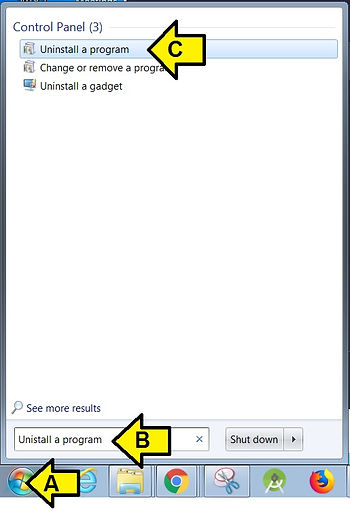 Control Panel (3)
Uninstall a program
C
Change or remove a progra
Uninstall a gadget
See more results
Unistall a program
B
Shut down
A